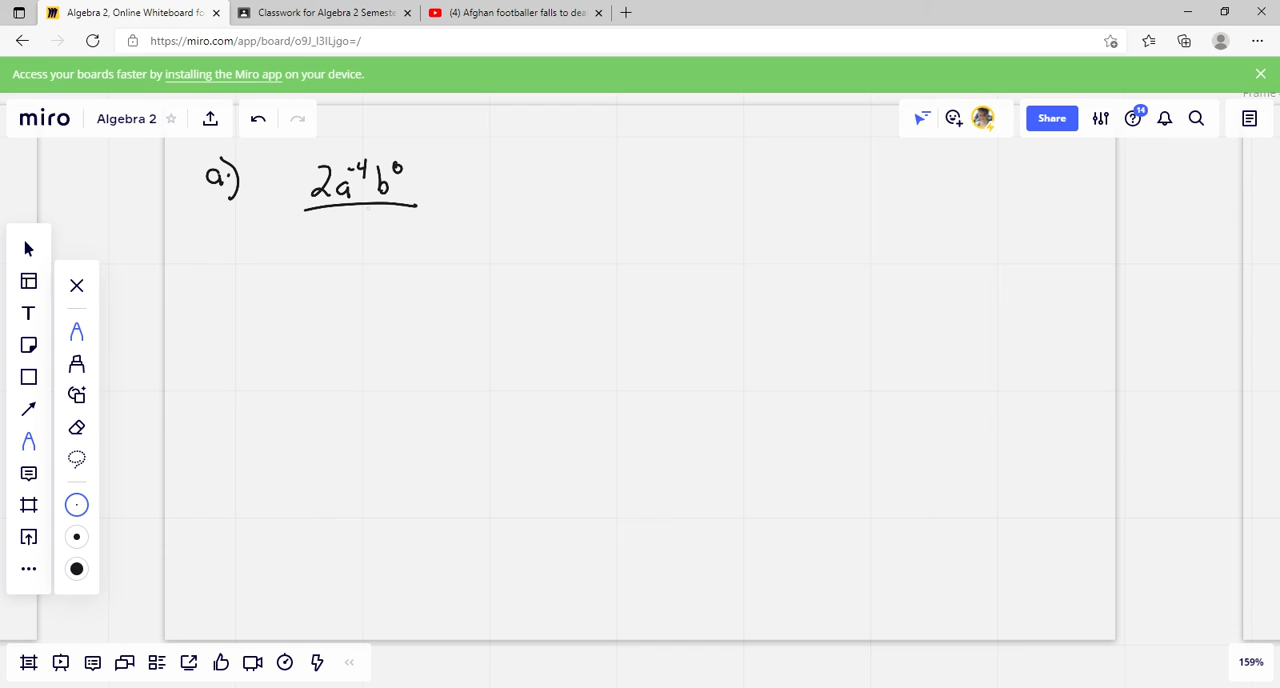 Algebra 2, Online Whiteboard fo
Classwork for Algebra 2 Semeste
(4) Afghan footballer falls to dea
https://miro.com/app/board/o9J_l3lLjgo=/
Access your boards faster by installing the Miro app on your device.
Frame
miro
Algebra 2
Share
14
a.) 2a⁻⁴b⁰
159%